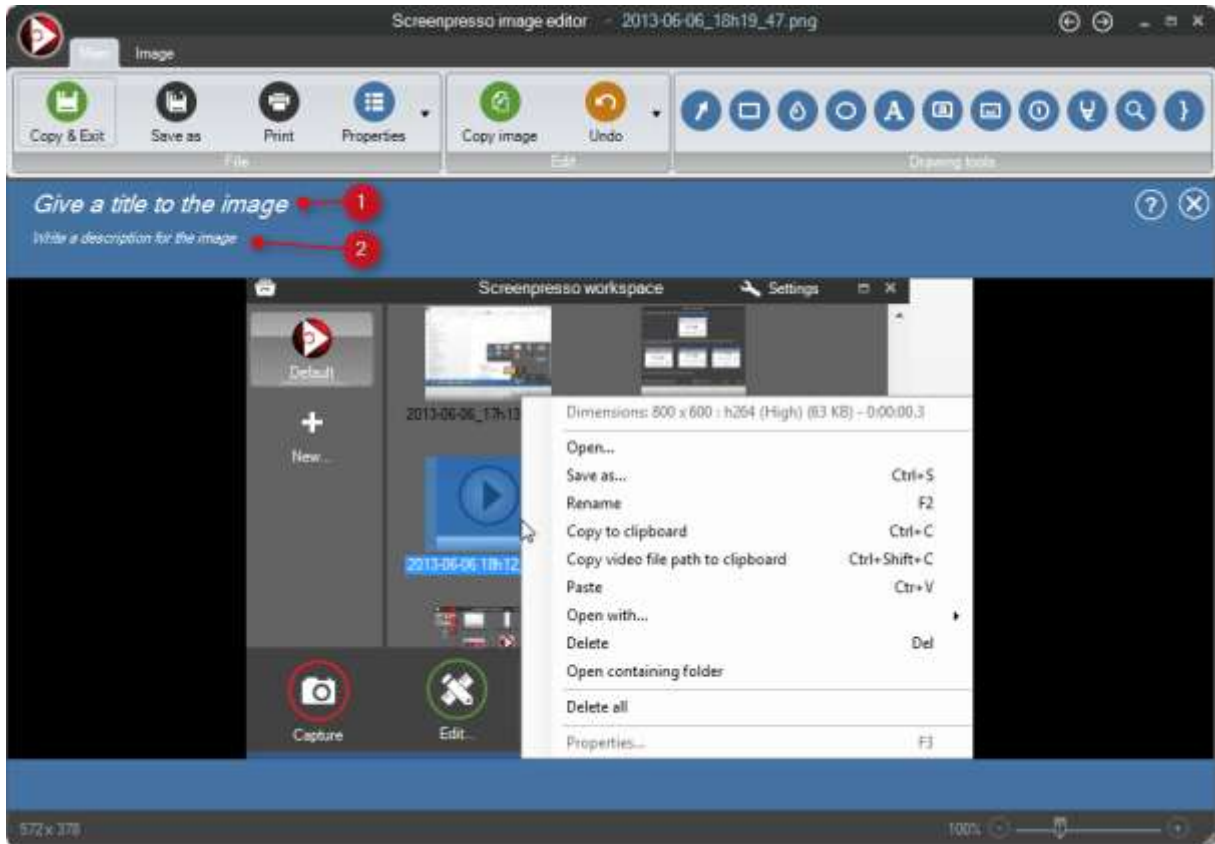 Screenpresso image editor - 2013-06-06_18h19_47.png
Main Image
Copy & Exit Save as Print Properties Copy image Undo
A
File Edit Drawing tools
Give a title to the image 1
Write a description for the image 2
?
Screenpresso workspace Settings
Default
2013-06-06_17h13
New...
2013-06-06 18h12
Dimensions: 800 x 600 : h264 (High) (83 KB) - 0:00:00.3
Open...
Save as... Ctrl+S
Rename F2
Copy to clipboard Ctrl+C
Copy video file path to clipboard Ctrl+Shift+C
Paste Ctr+V
Open with...
Delete Del
Open containing folder
Delete all
Properties... F3
Capture Edit...
572 x 378 100%